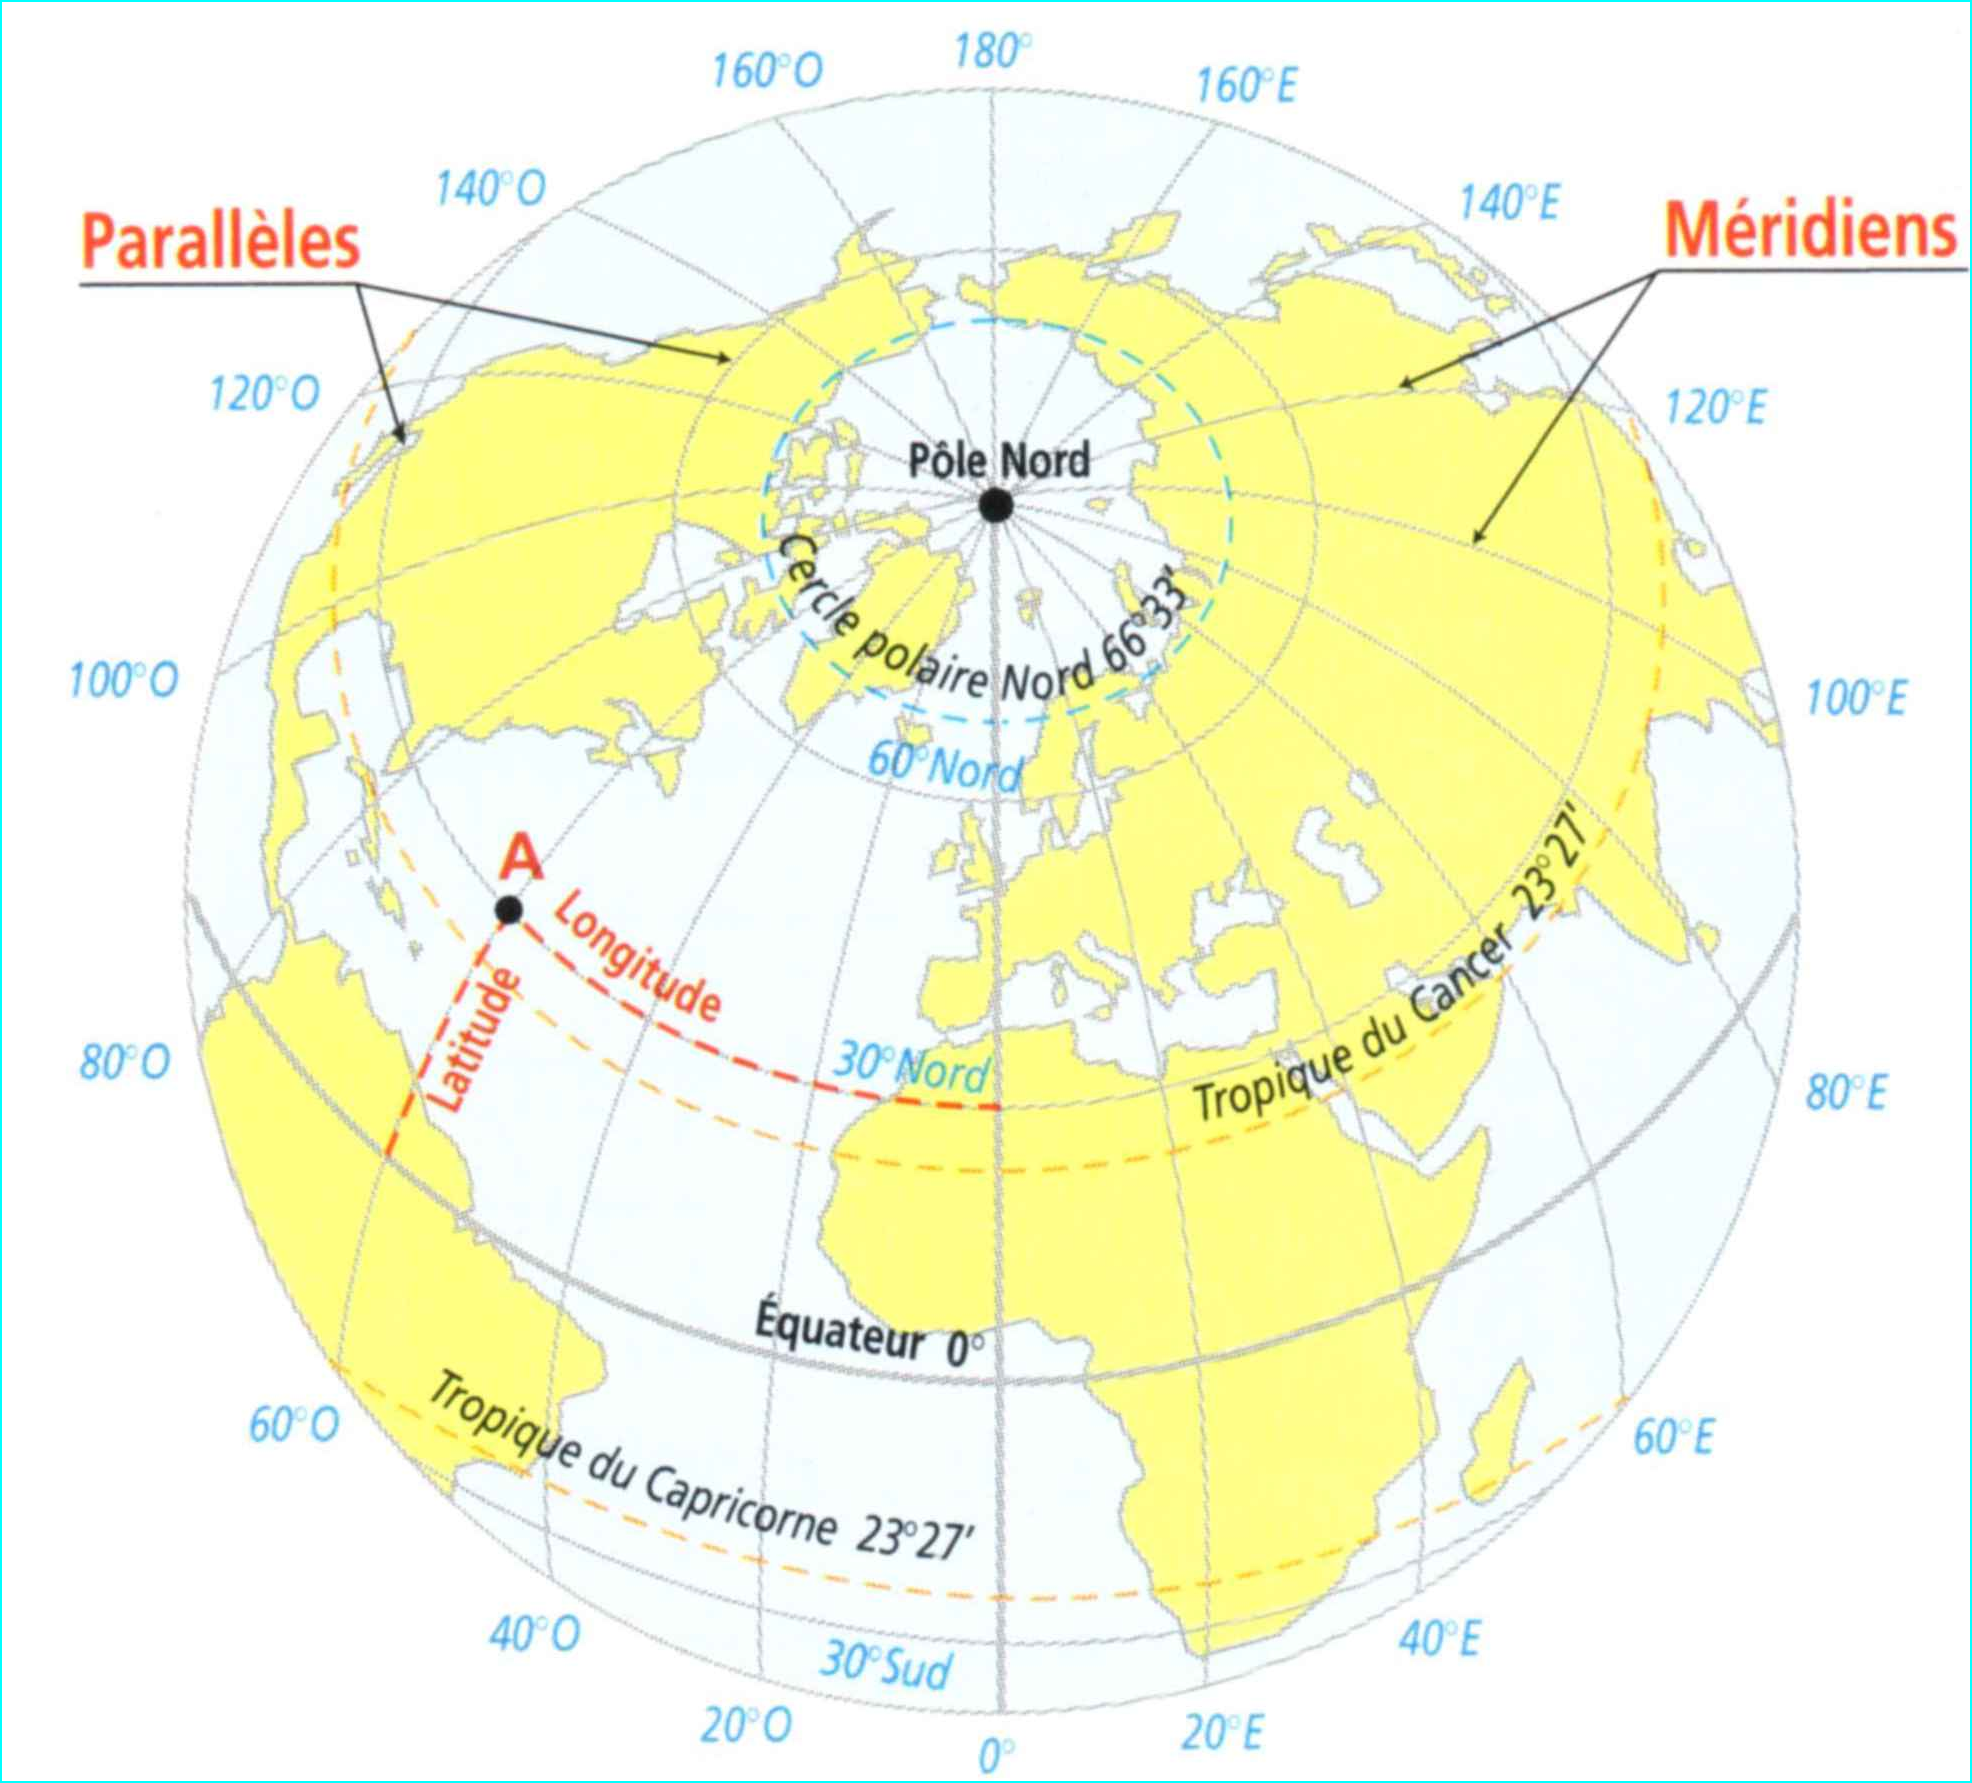 180°
160°O
160°E
140°O
140°E
Parallèles
Méridiens
120°O
120°E
Pôle Nord
Cercle polaire Nord 66°33'
100°O
100°E
60°Nord
A
Longitude
Latitude
30°Nord
Tropique du Cancer 23°27'
80°O
80°E
Équateur 0°
Tropique du Capricorne 23°27'
60°O
60°E
40°O
40°E
30°Sud
20°O
20°E
0°